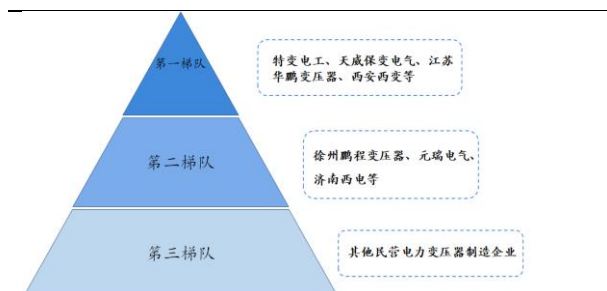 第一梯队
特变电工、天威保变电气、江苏
华鹏变压器、西安西变等
第二梯队
徐州鹏程变压器、元瑞电气、
济南西电等
第三梯队
其他民营电力变压器制造企业